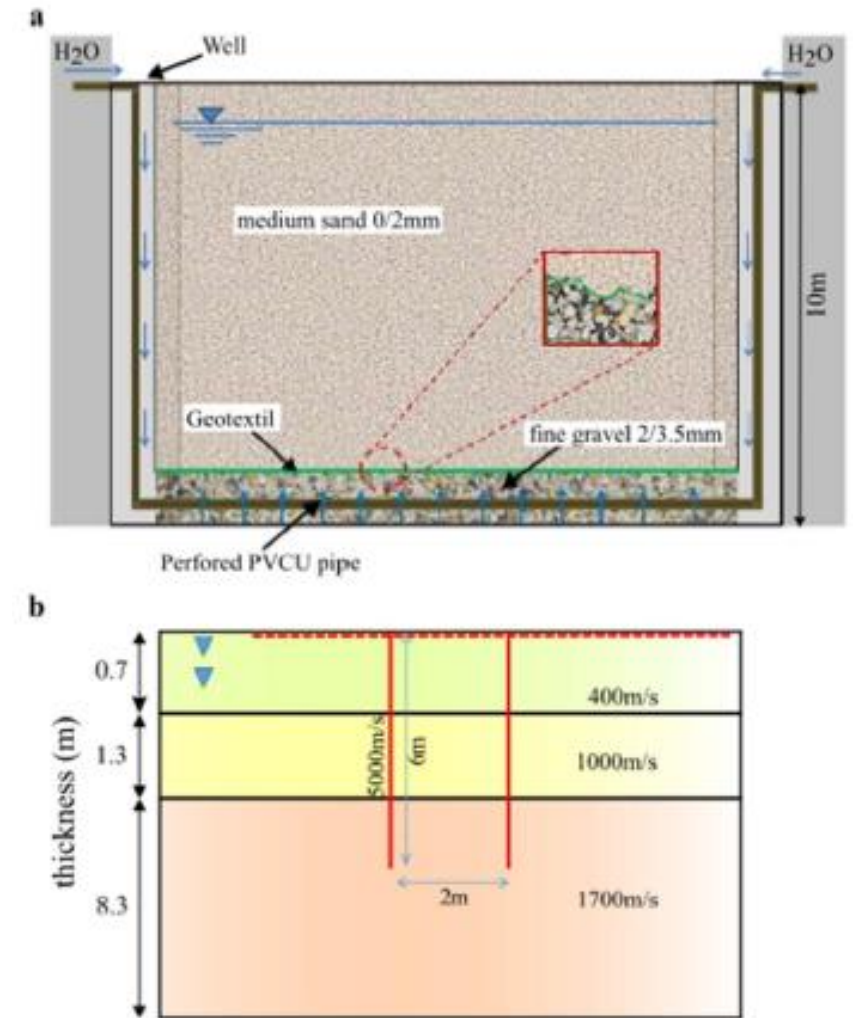 a
H2O
Well
H2O
medium sand 0/2mm
10m
Geotextil
fine gravel 2/3.5mm
Perfored PVCU pipe
b
thickness (m)
0.7
400m/s
1.3
5000m/s
6m
1000m/s
8.3
2m
1700m/s